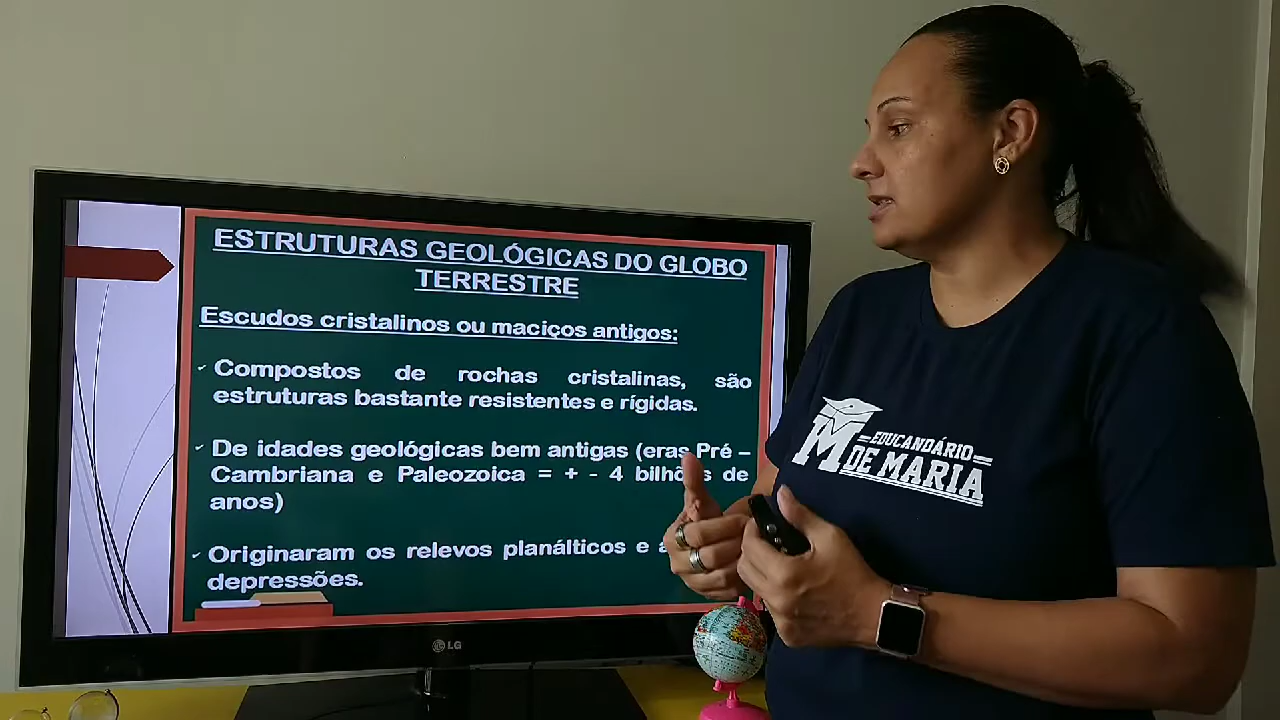 ESTRUTURAS GEOLÓGICAS DO GLOBO
TERRESTRE
Escudos cristalinos ou maciços antigos:
✓ Compostos de rochas cristalinas, são
estruturas bastante resistentes e rígidas.
✓ De idades geológicas bem antigas (eras Pré –
Cambriana e Paleozoica = + - 4 bilhões de
anos)
✓ Originaram os relevos planálticos e
depressões.
LG
M EDUCANDÁRIO
DE MARIA